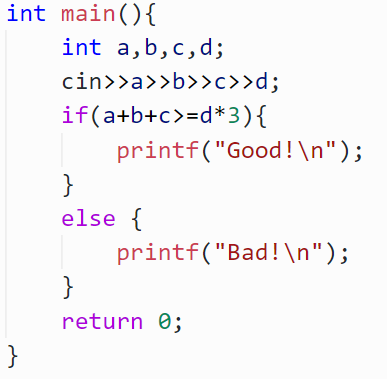 int main(){
    int a,b,c,d;
    cin>>a>>b>>c>>d;
    if(a+b+c>=d*3){
        printf("Good!\n");
    }
    else {
        printf("Bad!\n");
    }
    return 0;
}